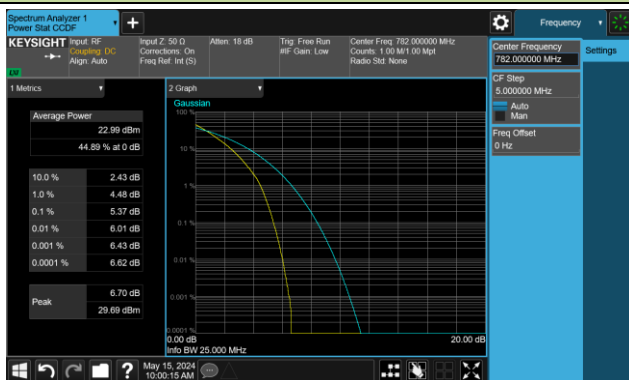 Spectrum Analyzer 1
Power Stat CCDF
Frequency
KEYSIGHT
Input: RF
Coupling: DC
Align: Auto
Input Z: 50 Ω
Corrections: On
Freq Ref: Int (S)
Atten: 18 dB
Trig: Free Run
#IF Gain: Low
Center Freq: 782.000000 MHz
Counts: 1.00 M/1.00 Mpt
Radio Std: None
Center Frequency
782.000000 MHz
Settings
CF Step
5.000000 MHz
Auto
Man
Freq Offset
0 Hz
1 Metrics
Average Power
22.99 dBm
44.89 % at 0 dB
10.0 % 2.43 dB
1.0 % 4.48 dB
0.1 % 5.37 dB
0.01 % 6.01 dB
0.001 % 6.43 dB
0.0001 % 6.62 dB
Peak
6.70 dB
29.69 dBm
2 Graph
Gaussian
100 %
10 %
1 %
0.1 %
0.01 %
0.001 %
0.0001 %
0.00 dB 20.00 dB
Info BW 25.000 MHz
May 15, 2024
10:00:15 AM